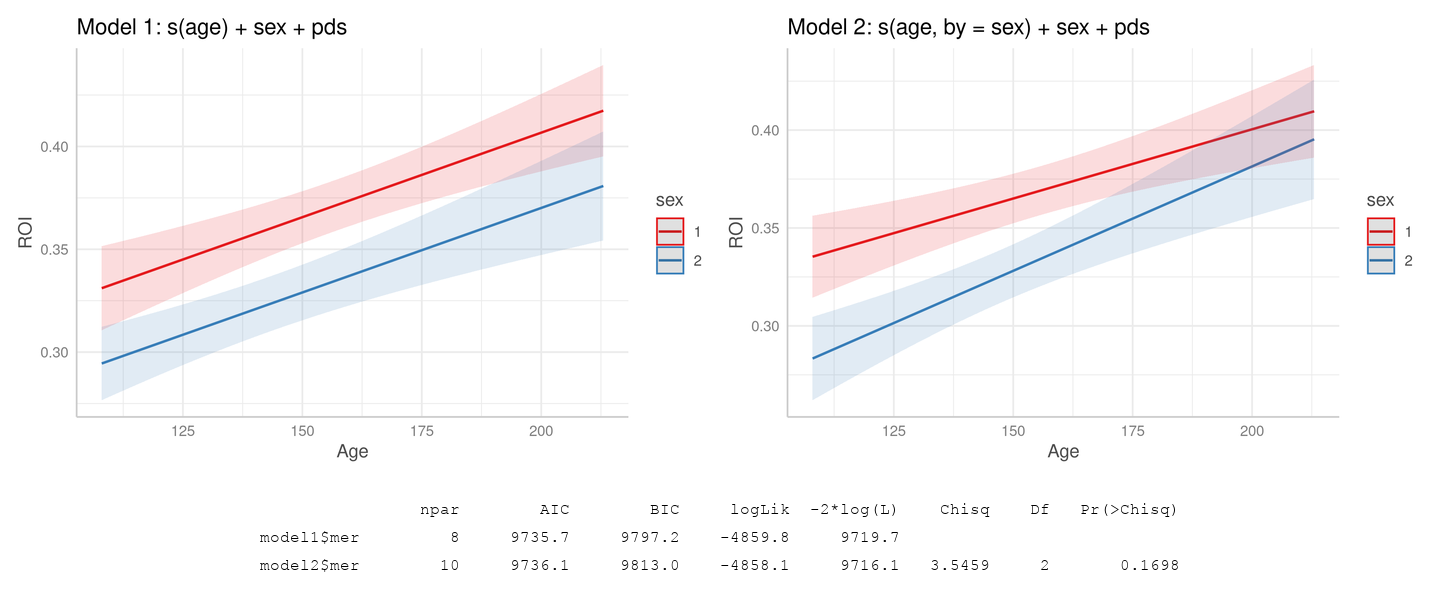 Model 1: s(age) + sex + pds
ROI
0.40
0.35
0.30
125 150 175 200
Age
sex
1
2
Model 2: s(age, by = sex) + sex + pds
ROI
0.40
0.35
0.30
125 150 175 200
Age
sex
1
2
npar AIC BIC logLik -2*log(L) Chisq Df Pr(>Chisq)
model1$mer 8 9735.7 9797.2 -4859.8 9719.7
model2$mer 10 9736.1 9813.0 -4858.1 9716.1 3.5459 2 0.1698